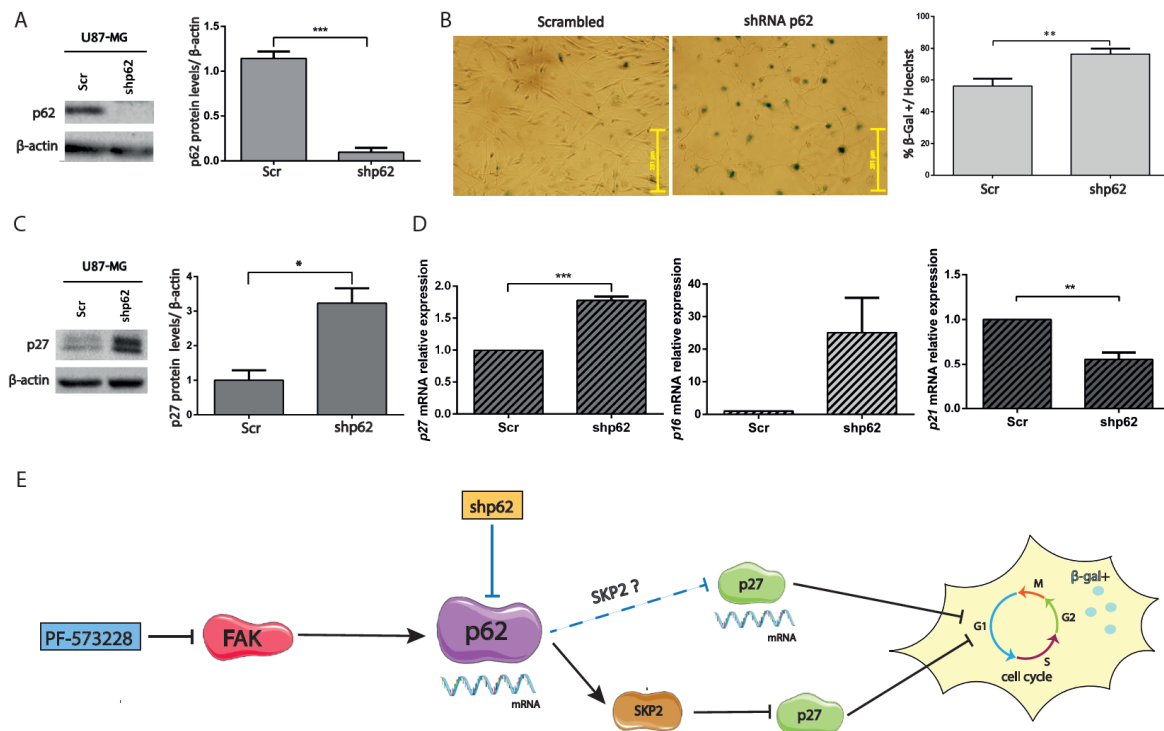 A
U87-MG
Scr
shp62
p62
β-actin
p62 protein levels/ β-actin
1.5
1.0
0.5
0.0
***
Scr
shp62
B
Scrambled
shRNA p62
% β-Gal +/ Hoechst
100
80
60
40
20
0
**
Scr
shp62
C
U87-MG
Scr
shp62
p27
β-actin
p27 protein levels/ β-actin
5
4
3
2
1
0
*
Scr
shp62
D
p27 mRNA relative expression
2.0
1.5
1.0
0.5
0.0
***
Scr
shp62
p16 mRNA relative expression
40
30
20
10
0
Scr
shp62
p21 mRNA relative expression
1.5
1.0
0.5
0.0
**
Scr
shp62
E
shp62
PF-573228
FAK
p62
mRNA
SKP2 ?
p27
mRNA
SKP2
p27
β-gal+
M
G1
G2
S
cell cycle